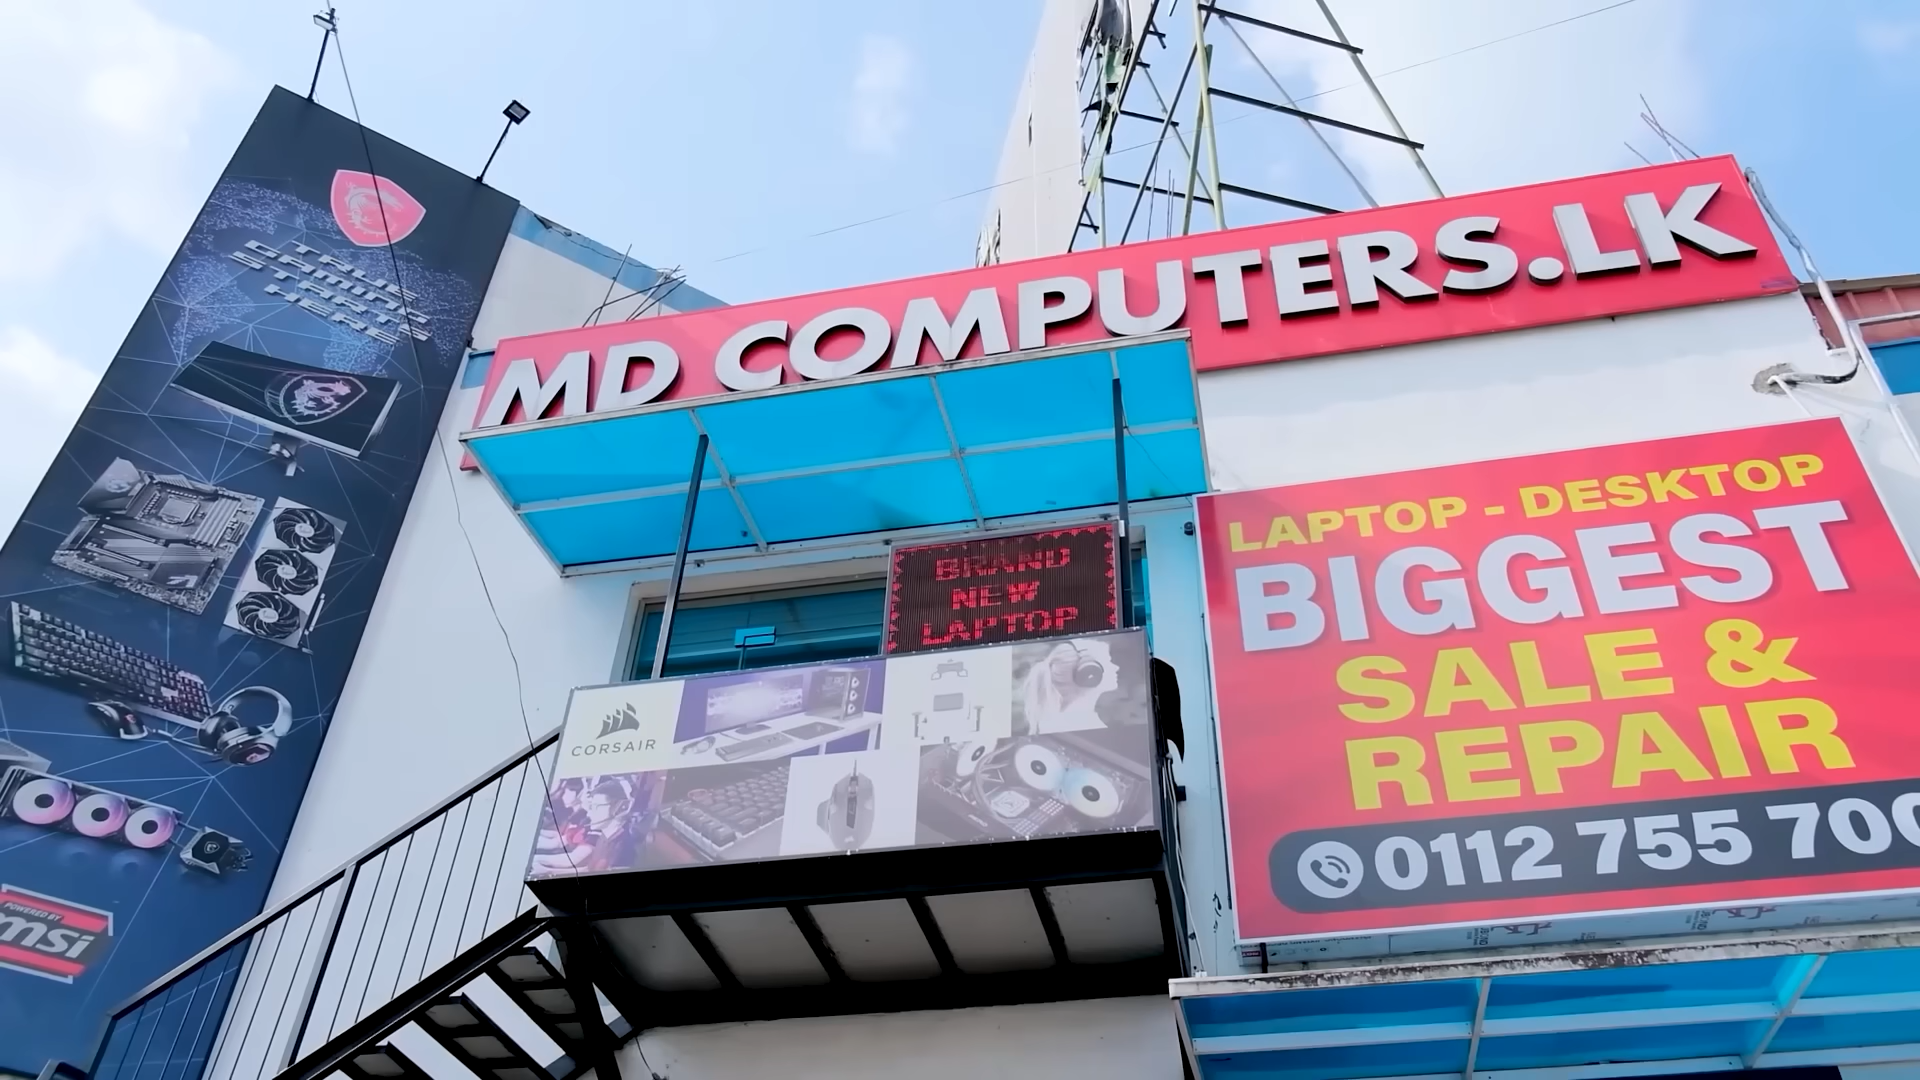 TRUE
GAMING
STARTS
HERE
MD COMPUTERS.LK
BRAND
NEW
LAPTOP
CORSAIR
LAPTOP - DESKTOP
BIGGEST
SALE &
REPAIR
0112 755 700
POWERED BY
msi